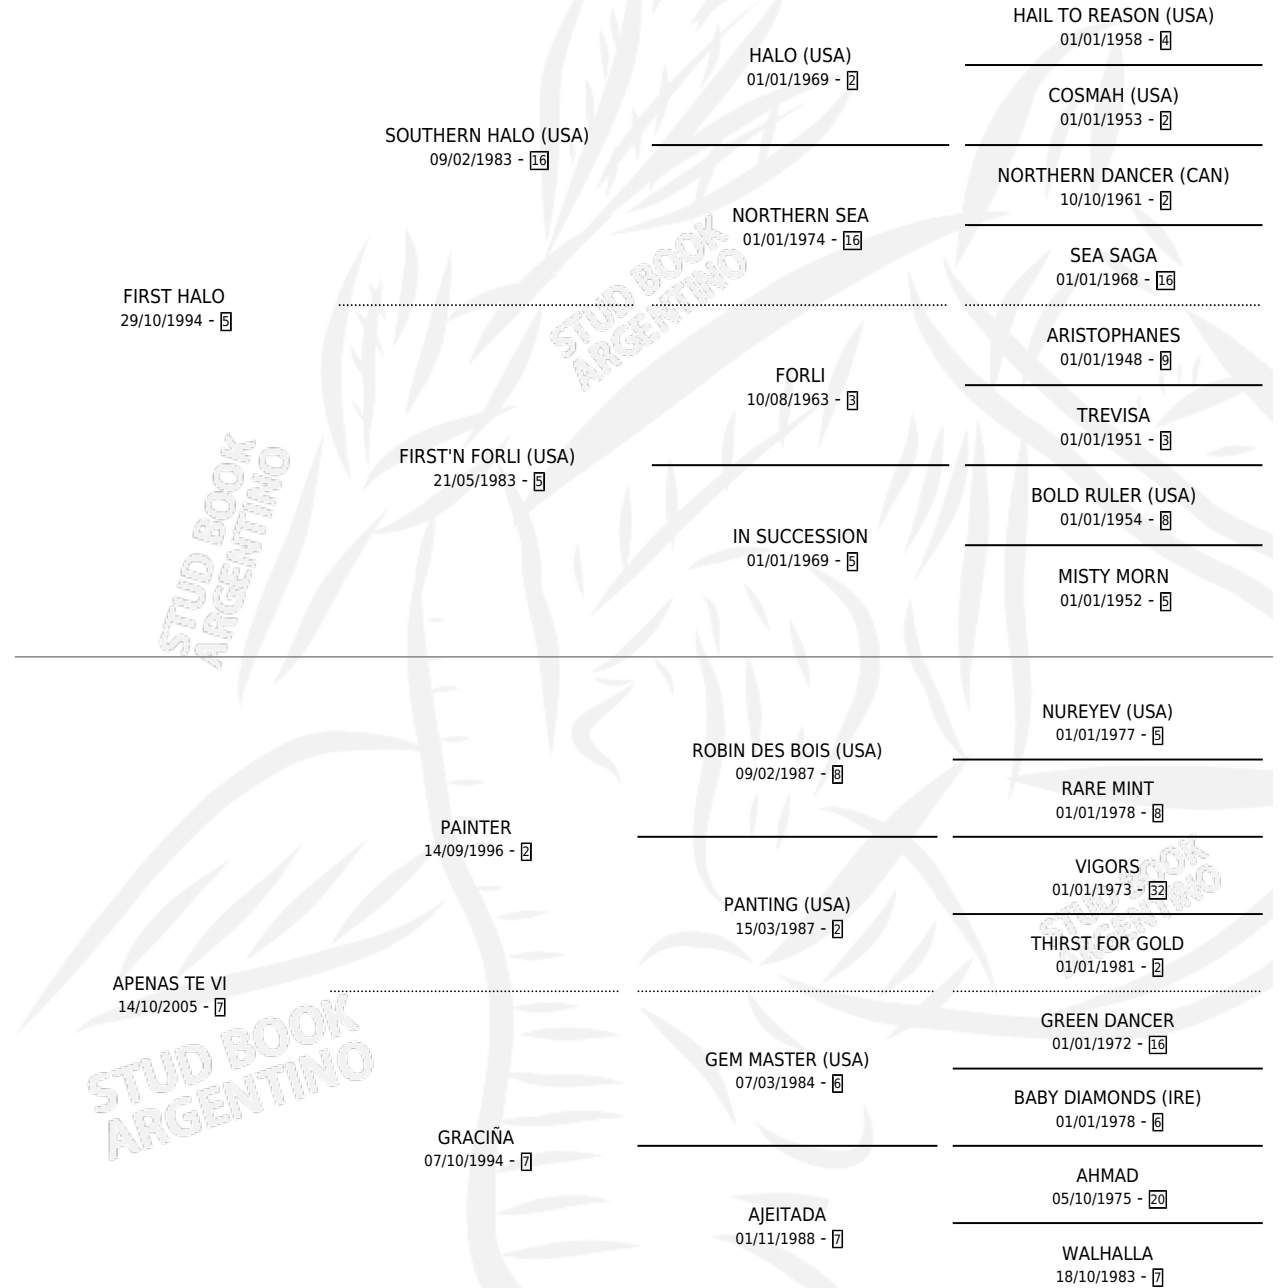 HAIL TO REASON (USA)
01/01/1958 - 4
HALO (USA)
01/01/1969 - 2
COSMAH (USA)
01/01/1953 - 2
SOUTHERN HALO (USA)
09/02/1983 - 16
NORTHERN DANCER (CAN)
10/10/1961 - 2
NORTHERN SEA
01/01/1974 - 16
SEA SAGA
01/01/1968 - 16
FIRST HALO
29/10/1994 - 5
STUD BOOK
ARGENTINO
ARISTOPHANES
01/01/1948 - 9
FORLI
10/08/1963 - 3
TREVISA
01/01/1951 - 3
FIRST'N FORLI (USA)
21/05/1983 - 5
BOLD RULER (USA)
01/01/1954 - 8
IN SUCCESSION
01/01/1969 - 5
MISTY MORN
01/01/1952 - 5
STUD BOOK
ARGENTINO
NUREYEV (USA)
01/01/1977 - 5
ROBIN DES BOIS (USA)
09/02/1987 - 8
RARE MINT
01/01/1978 - 8
PAINTER
14/09/1996 - 2
VIGORS
01/01/1973 - 32
PANTING (USA)
15/03/1987 - 2
THIRST FOR GOLD
01/01/1981 - 2
STUD BOOK
ARGENTINO
APENAS TE VI
14/10/2005 - 7
GREEN DANCER
01/01/1972 - 16
GEM MASTER (USA)
07/03/1984 - 6
BABY DIAMONDS (IRE)
01/01/1978 - 6
STUD BOOK
ARGENTINO
GRACIÑA
07/10/1994 - 7
AHMAD
05/10/1975 - 20
AJEITADA
01/11/1988 - 7
WALHALLA
18/10/1983 - 7